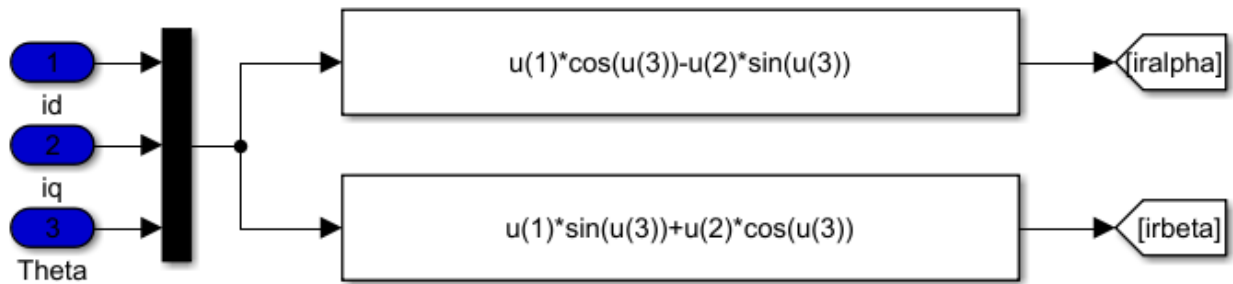 1
id
2
iq
3
Theta
u(1)*cos(u(3))-u(2)*sin(u(3))
[iralpha]
u(1)*sin(u(3))+u(2)*cos(u(3))
[irbeta]